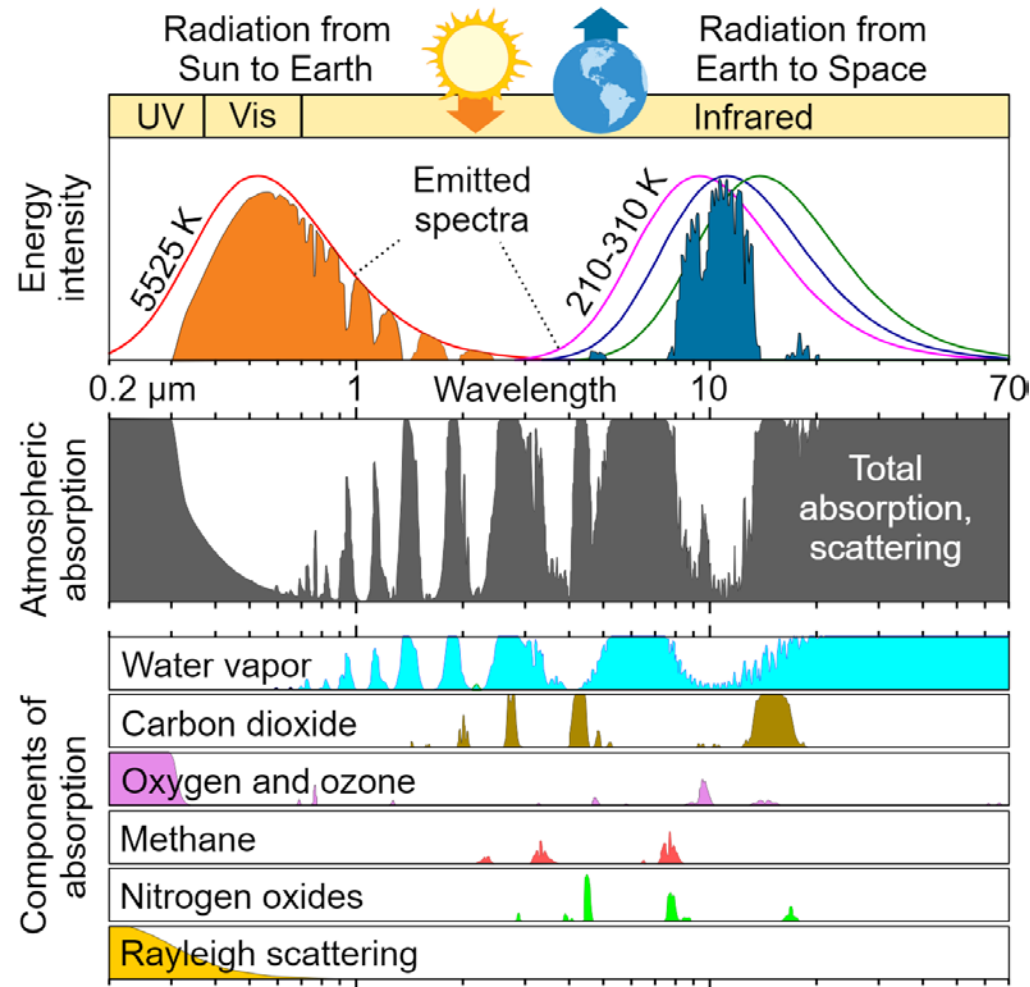 Radiation from
Sun to Earth
Radiation from
Earth to Space
UV
Vis
Infrared
Energy
intensity
5525 K
Emitted
spectra
210-310 K
0.2 µm
1
Wavelength
10
70
Atmospheric
absorption
Total
absorption,
scattering
Components of
absorption
Water vapor
Carbon dioxide
Oxygen and ozone
Methane
Nitrogen oxides
Rayleigh scattering